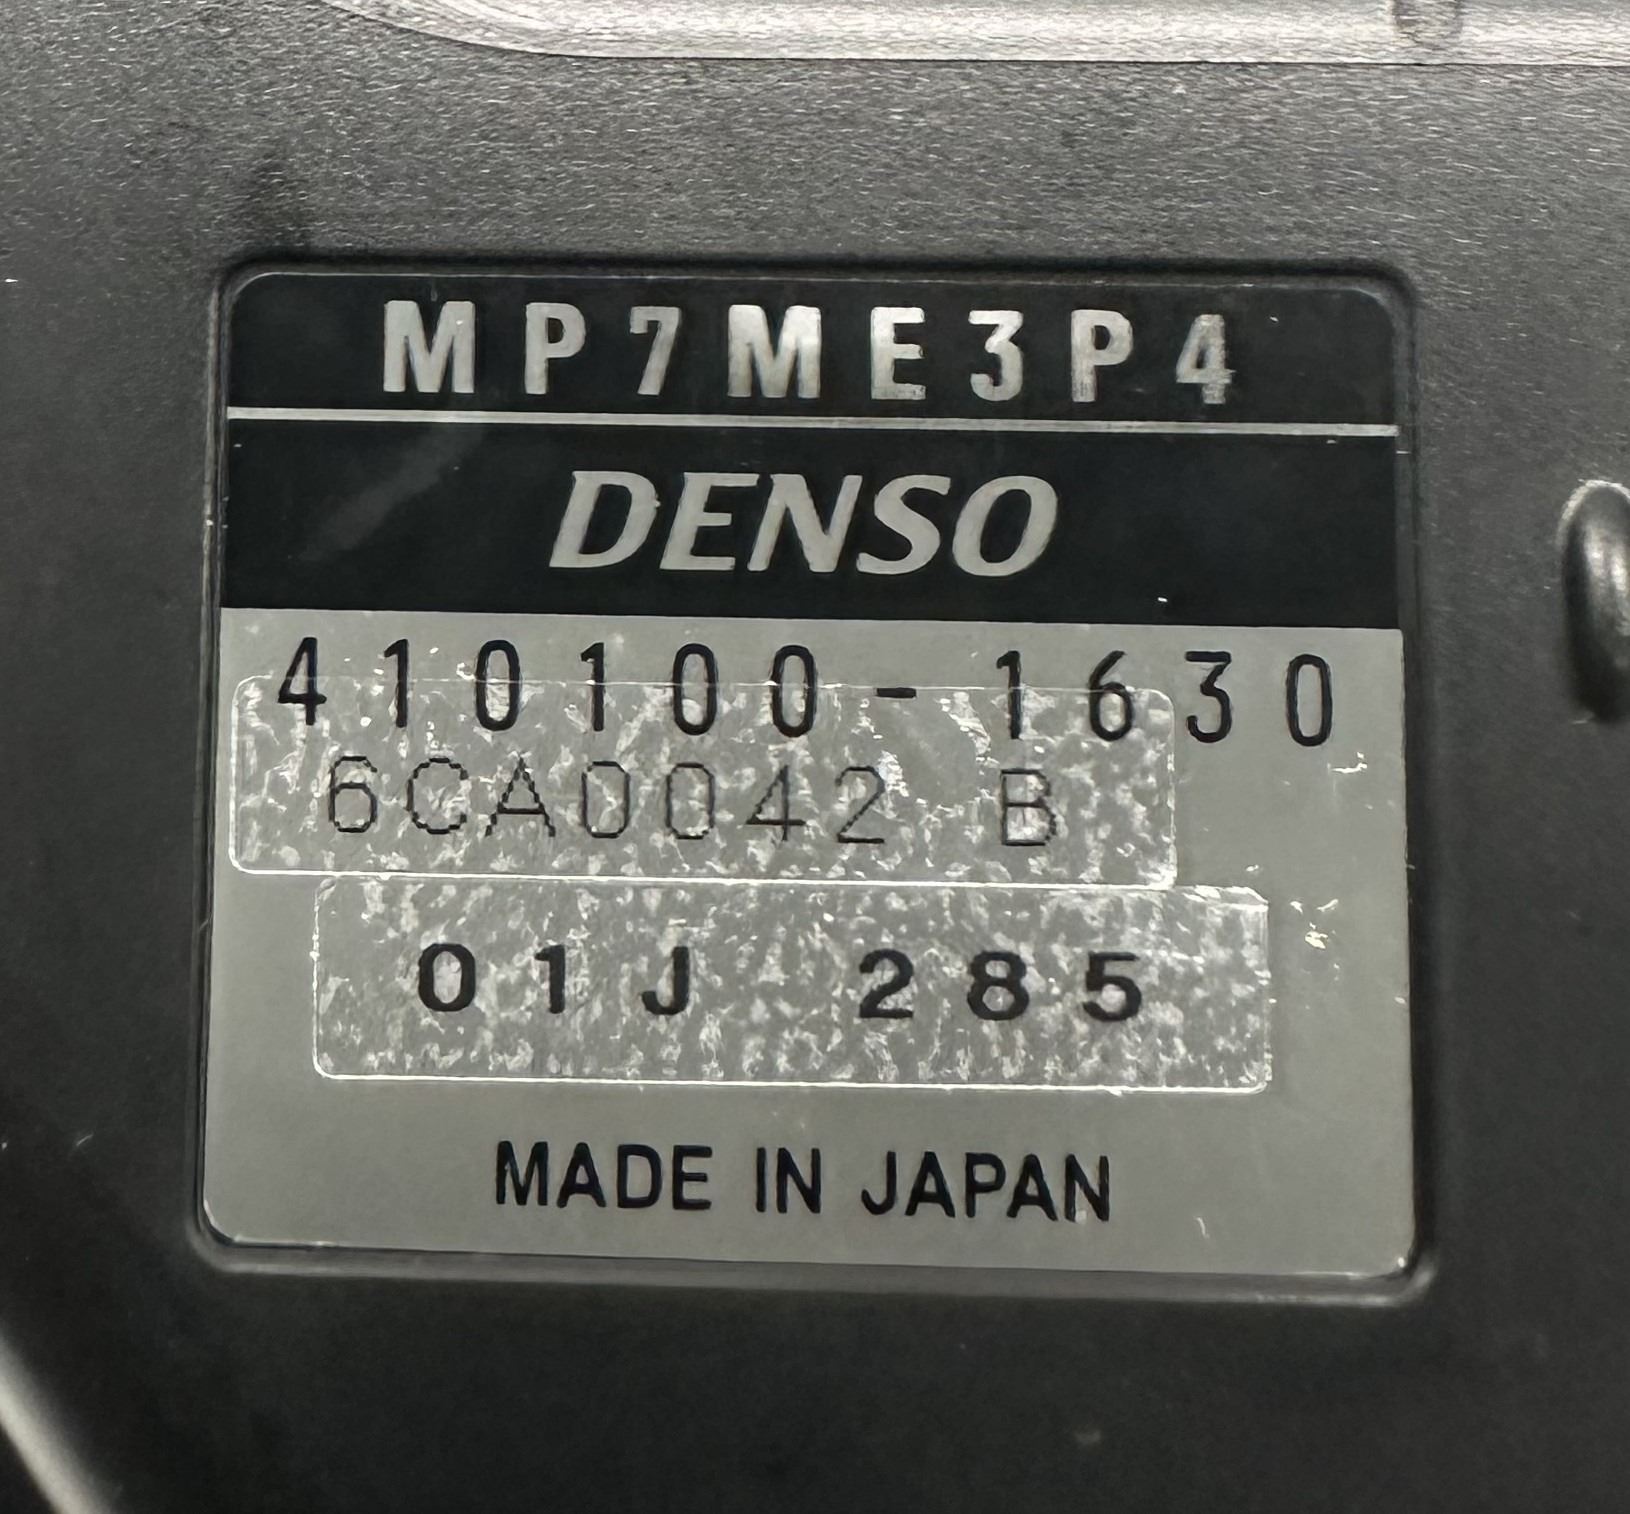 MP7ME3P4
DENSO
410100-1630
6CA0042 B
01J 285
MADE IN JAPAN